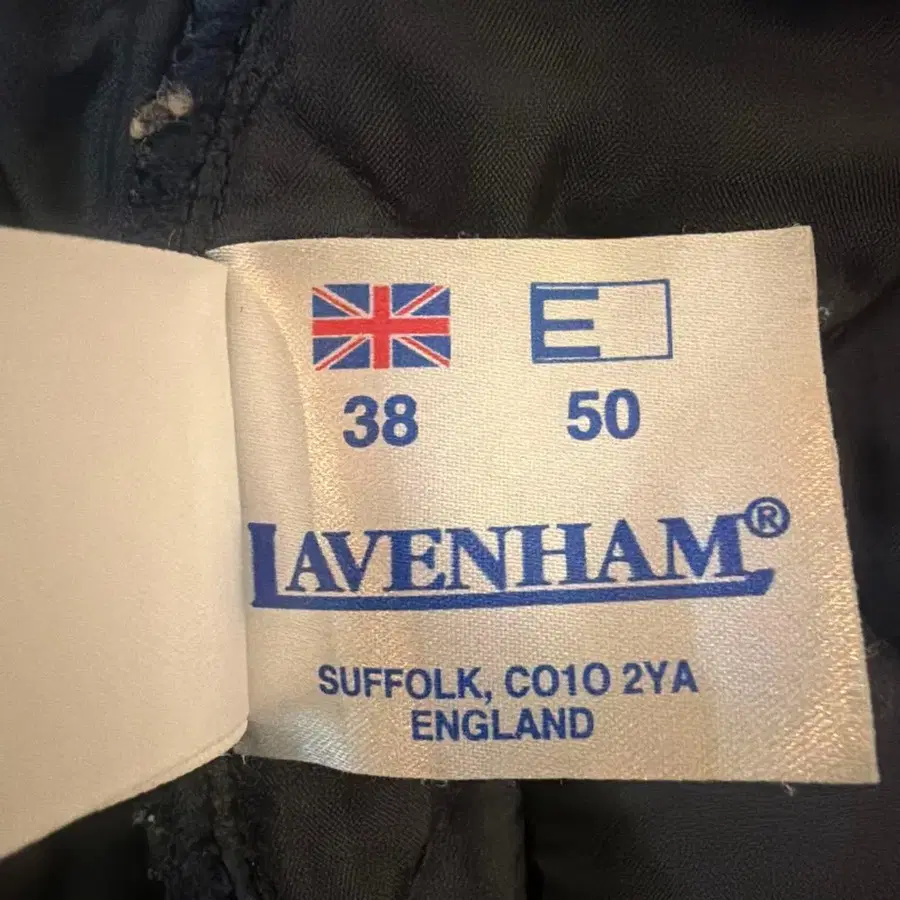 E
38 50
LAVENHAM®
SUFFOLK, CO10 2YA
ENGLAND